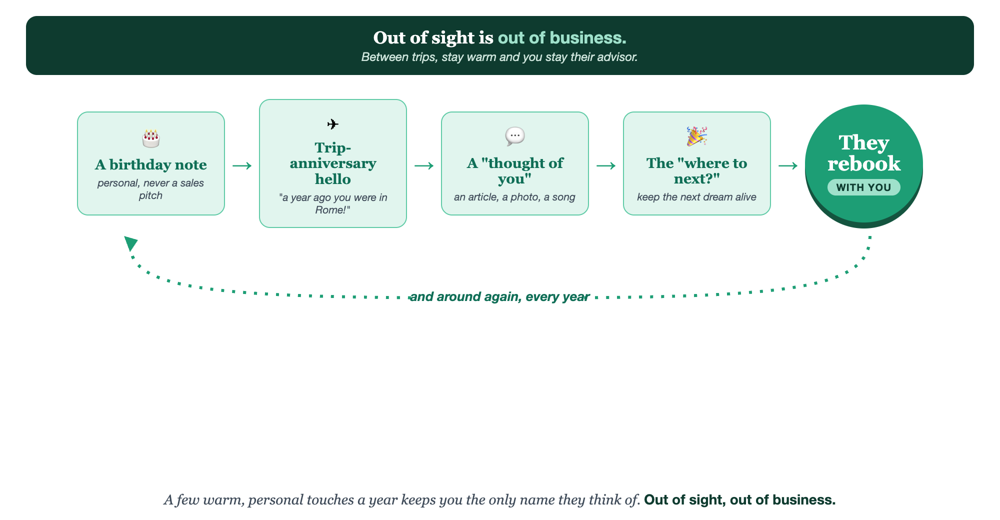 Out of sight is out of business.
Between trips, stay warm and you stay their advisor.
A birthday note
personal, never a sales
pitch
→
Trip-
anniversary
hello
"a year ago you were in
Rome!"
→
A "thought of
you"
an article, a photo, a song
→
The "where to
next?"
keep the next dream alive
→
They
rebook
WITH YOU
and around again, every year
A few warm, personal touches a year keeps you the only name they think of. Out of sight, out of business.